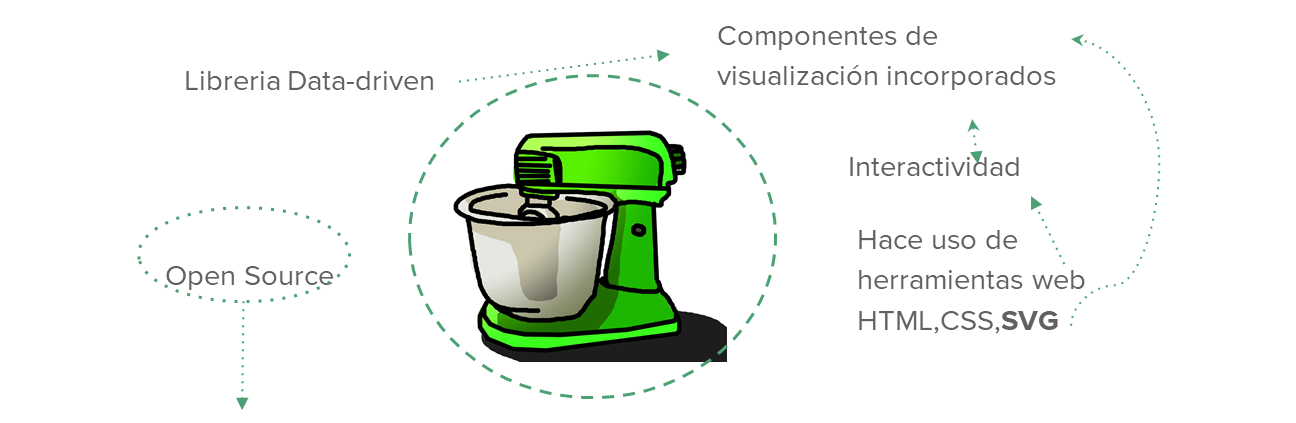 Libreria Data-driven
Componentes de
visualización incorporados
Interactividad
Open Source
Hace uso de
herramientas web
HTML,CSS,SVG